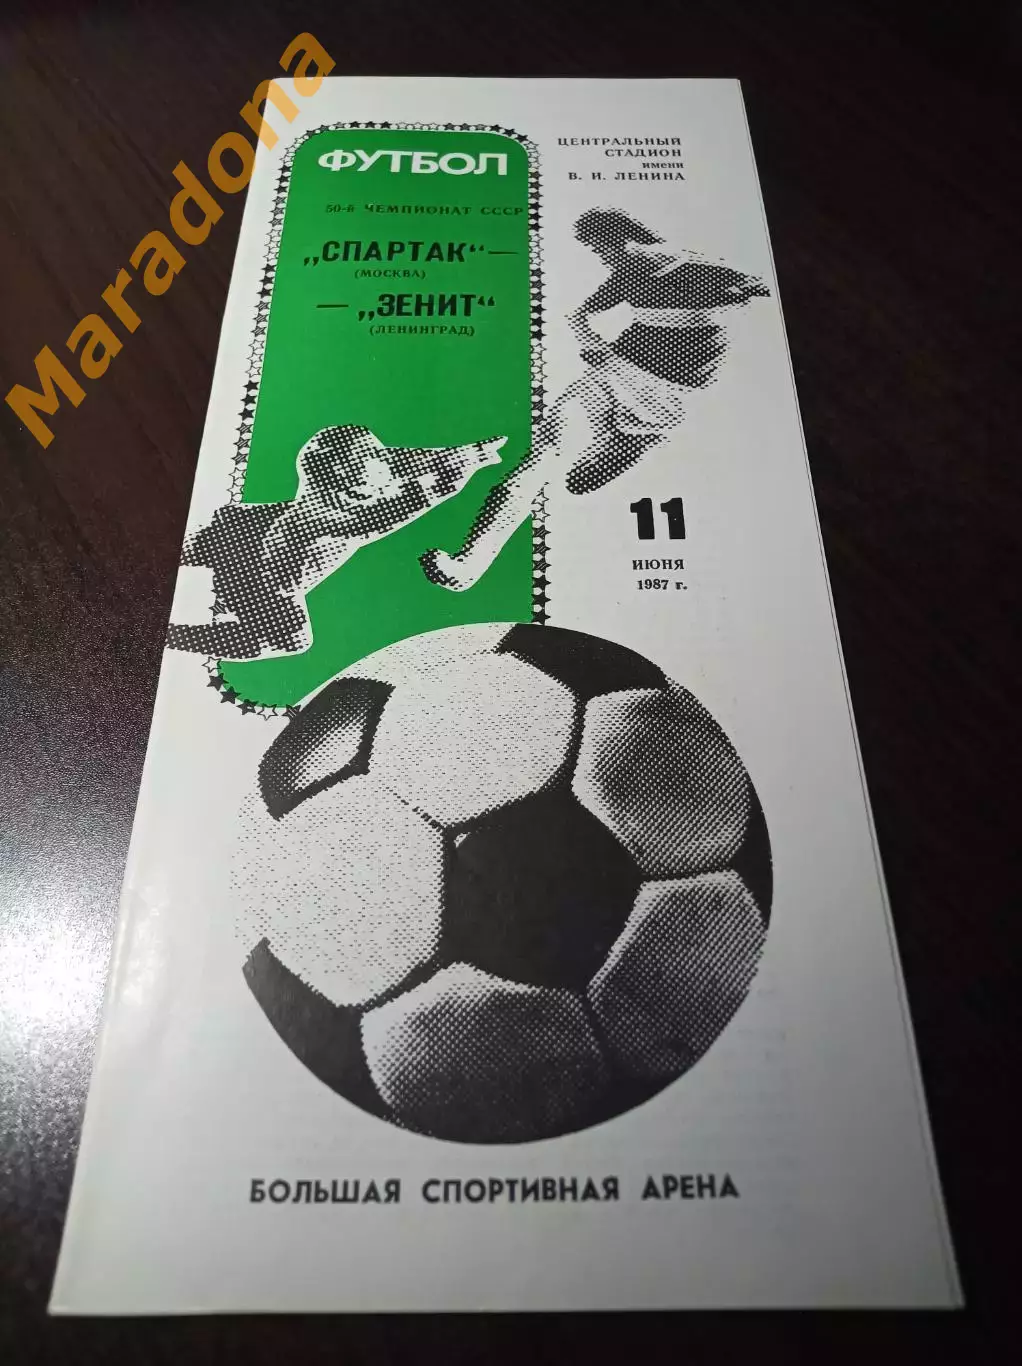 Maradona
ФУТБОЛ
50-й ЧЕМПИОНАТ СССР
„СПАРТАК“—
(МОСКВА)
— „ЗЕНИТ“
(ЛЕНИНГРАД)
ЦЕНТРАЛЬНЫЙ
СТАДИОН
имени
В. И. ЛЕНИНА
11
ИЮНЯ
1987 г.
БОЛЬШАЯ СПОРТИВНАЯ АРЕНА